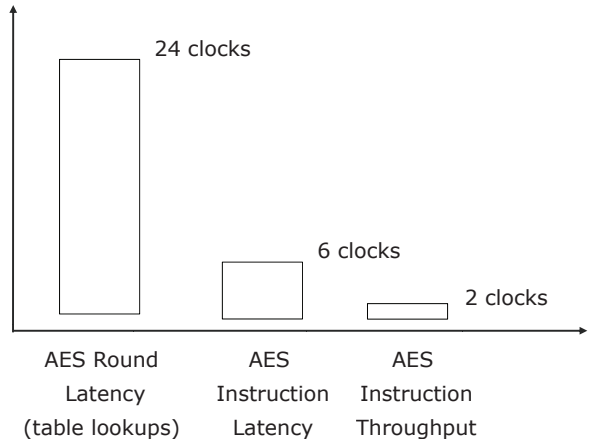 24 clocks
6 clocks
2 clocks
AES Round
Latency
(table lookups)
AES
Instruction
Latency
AES
Instruction
Throughput